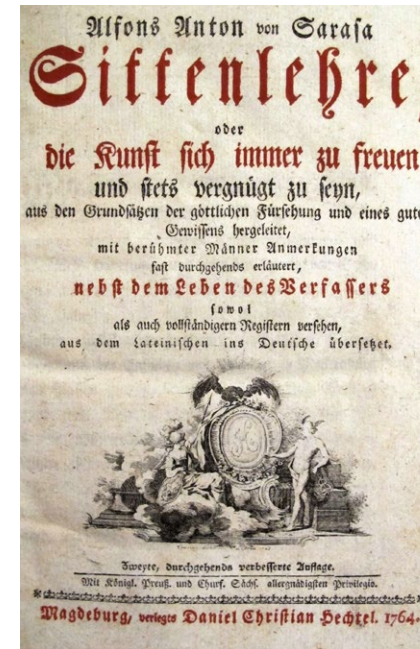 Alfons Anton von Sarasa
Sittenlehre,
oder
die Kunst sich immer zu freuen
und stets vergnügt zu seyn,
aus den Grundsätzen der göttlichen Fürsehung und eines gute
Gewissens hergeleitet,
mit berühmter Männer Anmerkungen
fast durchgehends erläutert,
nebst dem Leben des Verfassers
sowol
als auch vollständigern Registern versehen,
aus dem Lateinischen ins Deutsche übersetzet.
Zweyte, durchgehends verbesserte Auflage.
Mit Königl. Preuß. und Churf. Sächs. allergnädigsten Privilegio.
Magdeburg, verlegts Daniel Christian Hechtel. 1764.